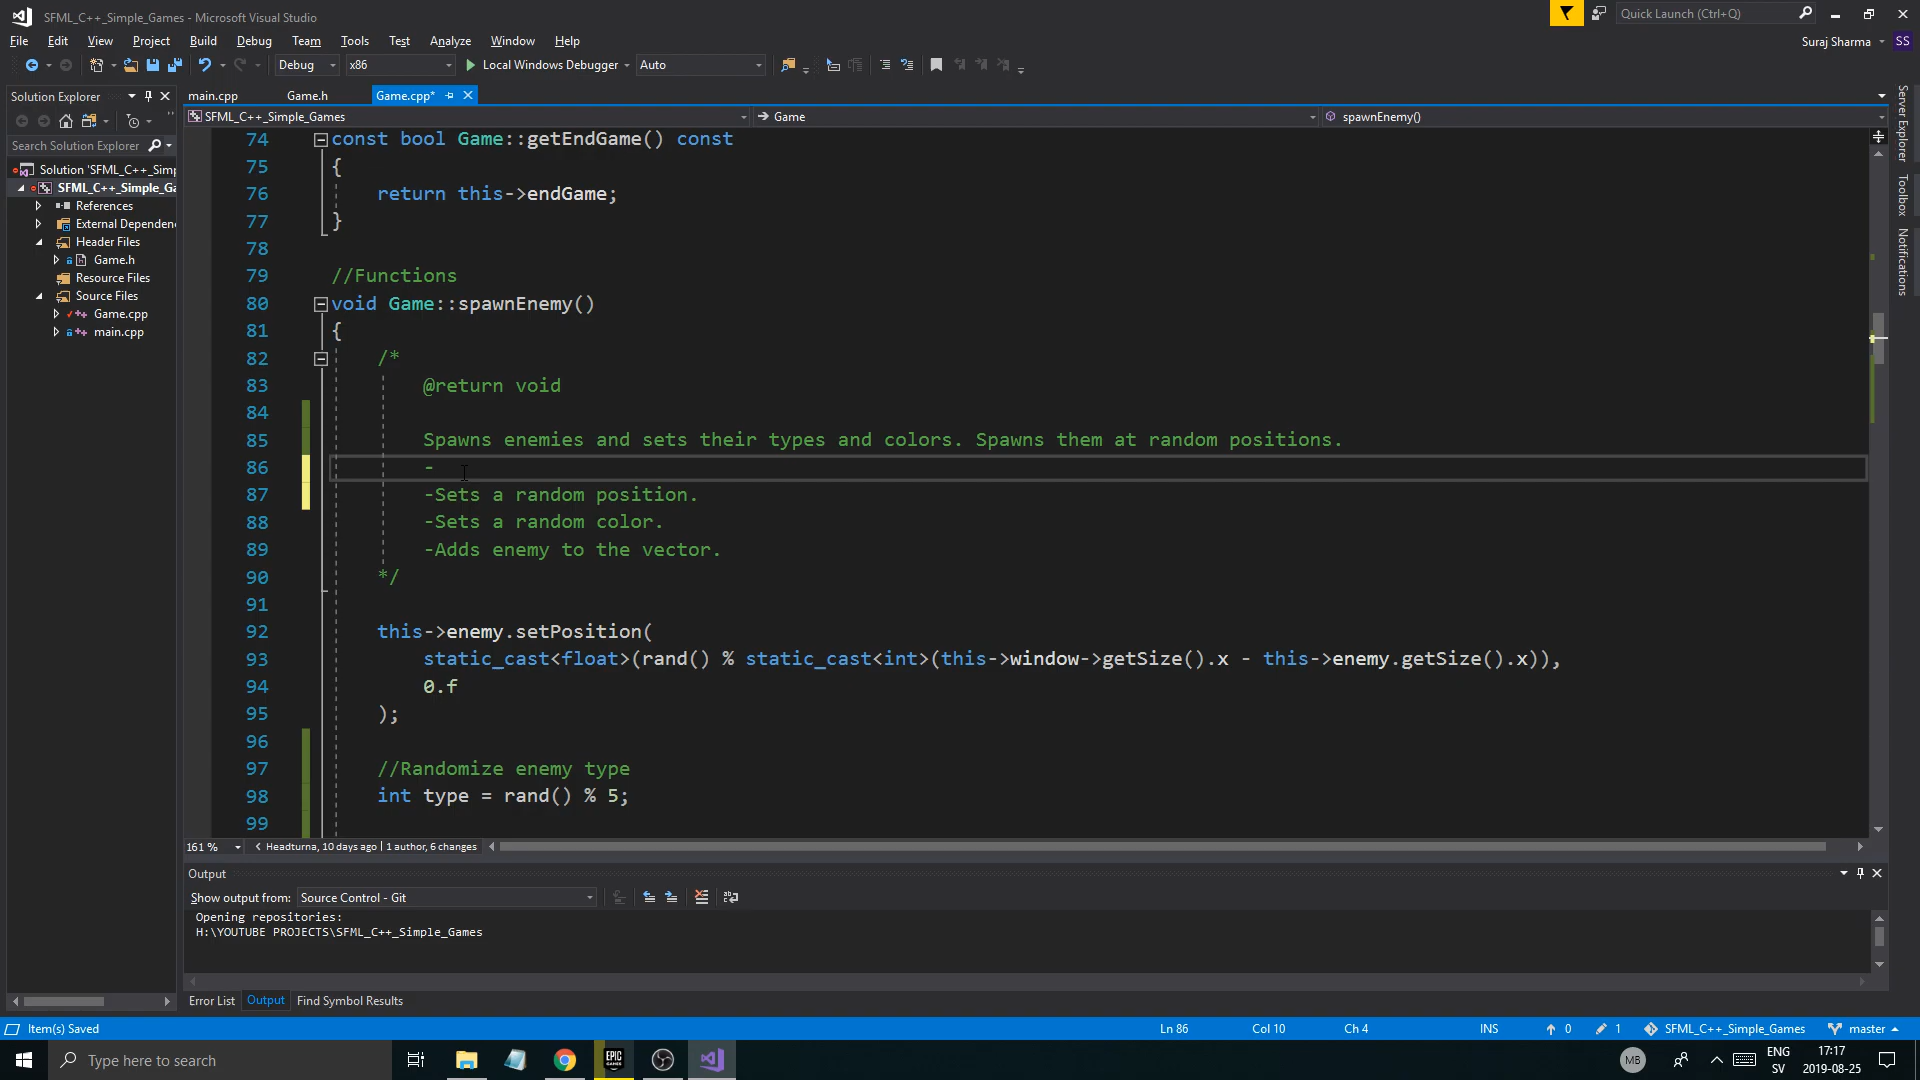 SFML_C++_Simple_Games - Microsoft Visual Studio
Quick Launch (Ctrl+Q)
File Edit View Project Build Debug Team Tools Test Analyze Window Help
Suraj Sharma SS
Debug x86 Local Windows Debugger Auto
Solution Explorer
main.cpp Game.h Game.cpp*
SFML_C++_Simple_Games Game spawnEnemy()
Search Solution Explorer
Solution 'SFML_C++_Simp
SFML_C++_Simple_Ga
References
External Dependen
Header Files
Game.h
Resource Files
Source Files
Game.cpp
main.cpp
74 const bool Game::getEndGame() const
75 {
76 return this->endGame;
77 }
78
79 //Functions
80 void Game::spawnEnemy()
81 {
82 /*
83 @return void
84
85 Spawns enemies and sets their types and colors. Spawns them at random positions.
86 -
87 -Sets a random position.
88 -Sets a random color.
89 -Adds enemy to the vector.
90 */
91
92 this->enemy.setPosition(
93 static_cast<float>(rand() % static_cast<int>(this->window->getSize().x - this->enemy.getSize().x)),
94 0.f
95 );
96
97 //Randomize enemy type
98 int type = rand() % 5;
99
161 % Headturna, 10 days ago | 1 author, 6 changes
Server Explorer
Toolbox
Notifications
Output
Show output from: Source Control - Git
Opening repositories:
H:\YOUTUBE PROJECTS\SFML_C++_Simple_Games
Error List Output Find Symbol Results
Item(s) Saved Ln 86 Col 10 Ch 4 INS 0 1 SFML_C++_Simple_Games master
Type here to search
EPIC GAMES
MB
ENG
SV
17:17
2019-08-25